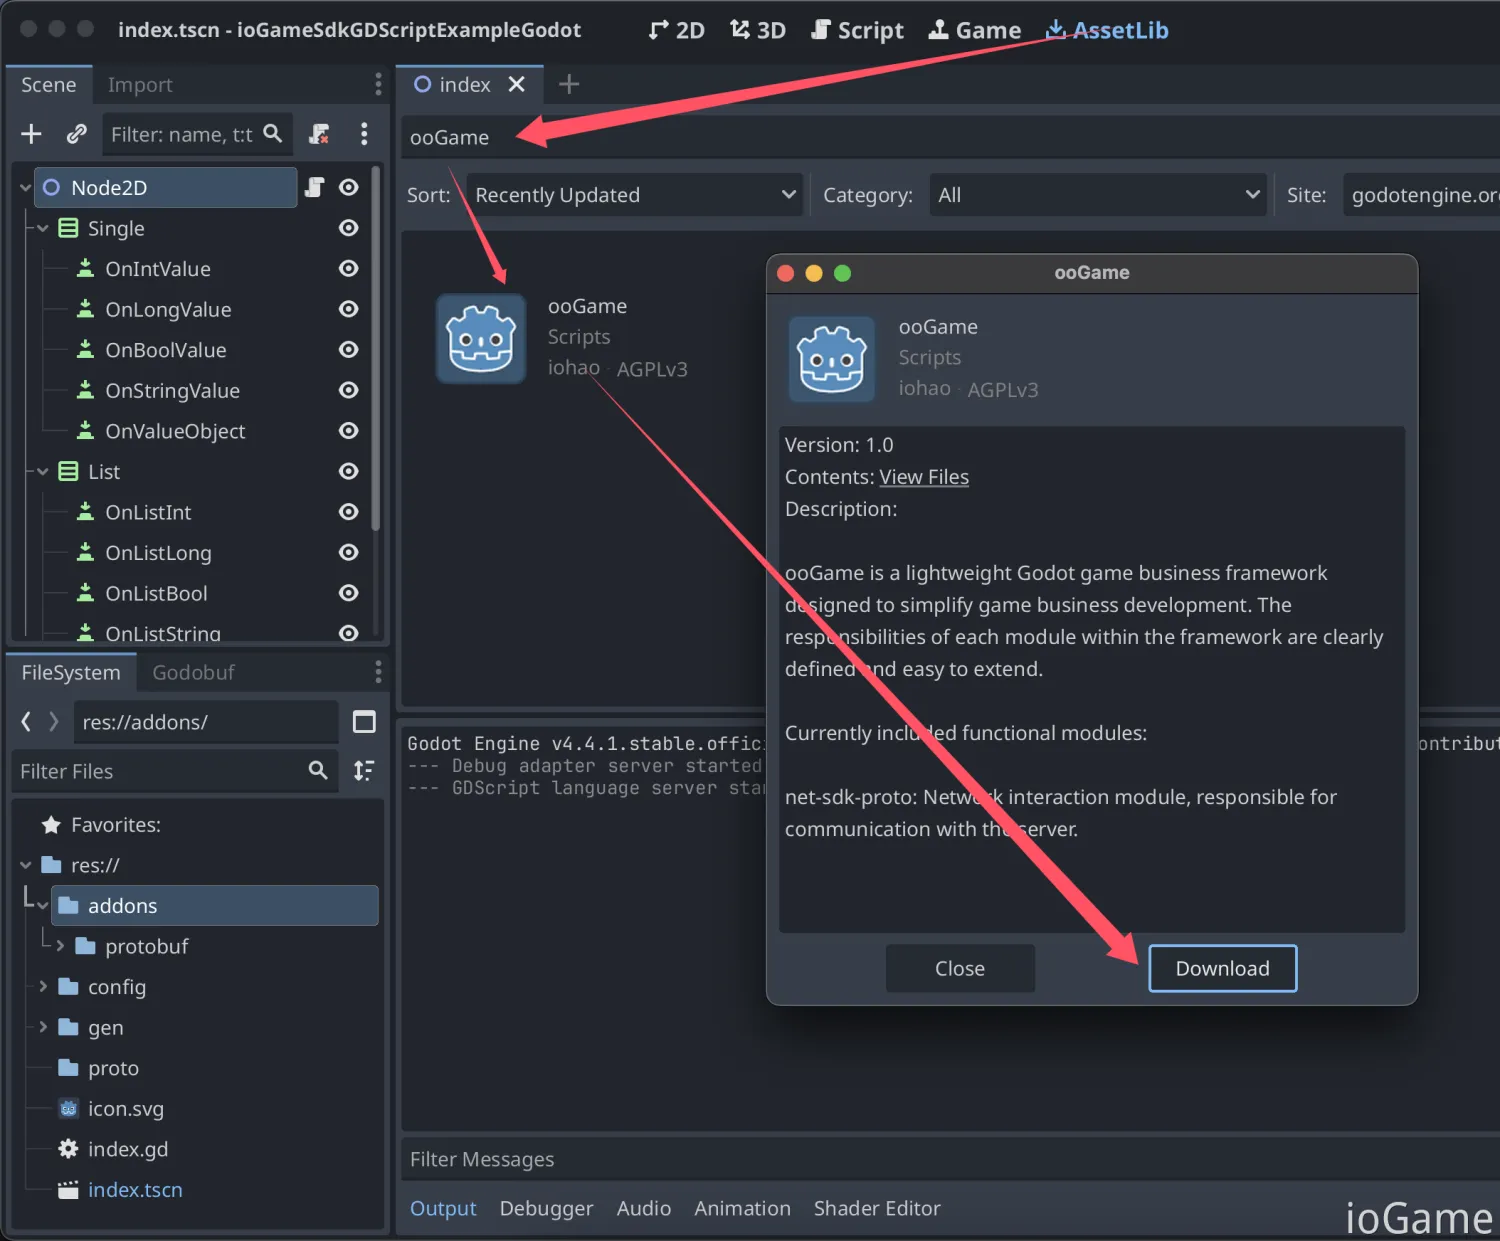 index.tscn - ioGameSdkGDScriptExampleGodot
2D
3D
Script
Game
AssetLib
Scene
Import
index
Filter: name, t:t
ooGame
Sort:
Recently Updated
Category:
All
Site:
godotengine.or
Node2D
Single
OnIntValue
OnLongValue
OnBoolValue
OnStringValue
OnValueObject
List
OnListInt
OnListLong
OnListBool
OnListString
ooGame
Scripts
iohao · AGPLv3
ooGame
ooGame
Scripts
iohao · AGPLv3
Version: 1.0
Contents: View Files
Description:
ooGame is a lightweight Godot game business framework
designed to simplify game business development. The
responsibilities of each module within the framework are clearly
defined and easy to extend.
Currently included functional modules:
net-sdk-proto: Network interaction module, responsible for
communication with the server.
Close
Download
FileSystem
Godobuf
res://addons/
Filter Files
Favorites:
res://
addons
protobuf
config
gen
proto
icon.svg
index.gd
index.tscn
Godot Engine v4.4.1.stable.offici
ontribut
--- Debug adapter server started
--- GDScript language server star
Filter Messages
Output
Debugger
Audio
Animation
Shader Editor
ioGame